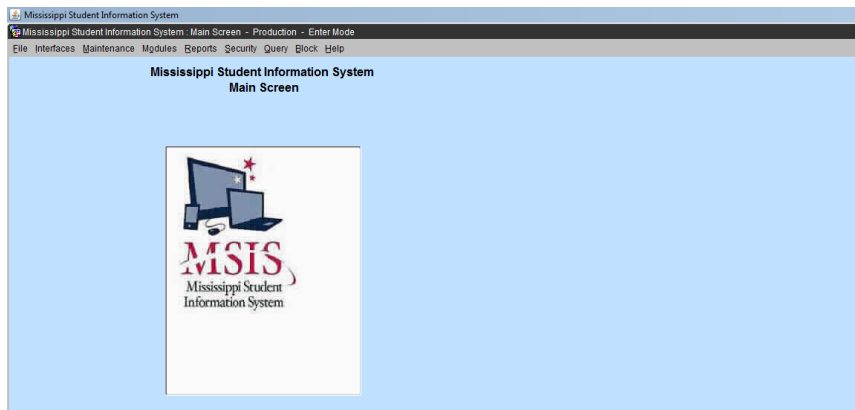 Mississippi Student Information System
Mississippi Student Information System : Main Screen - Production - Enter Mode
File Interfaces Maintenance Modules Reports Security Query Block Help
Mississippi Student Information System
Main Screen
MSIS
Mississippi Student
Information System